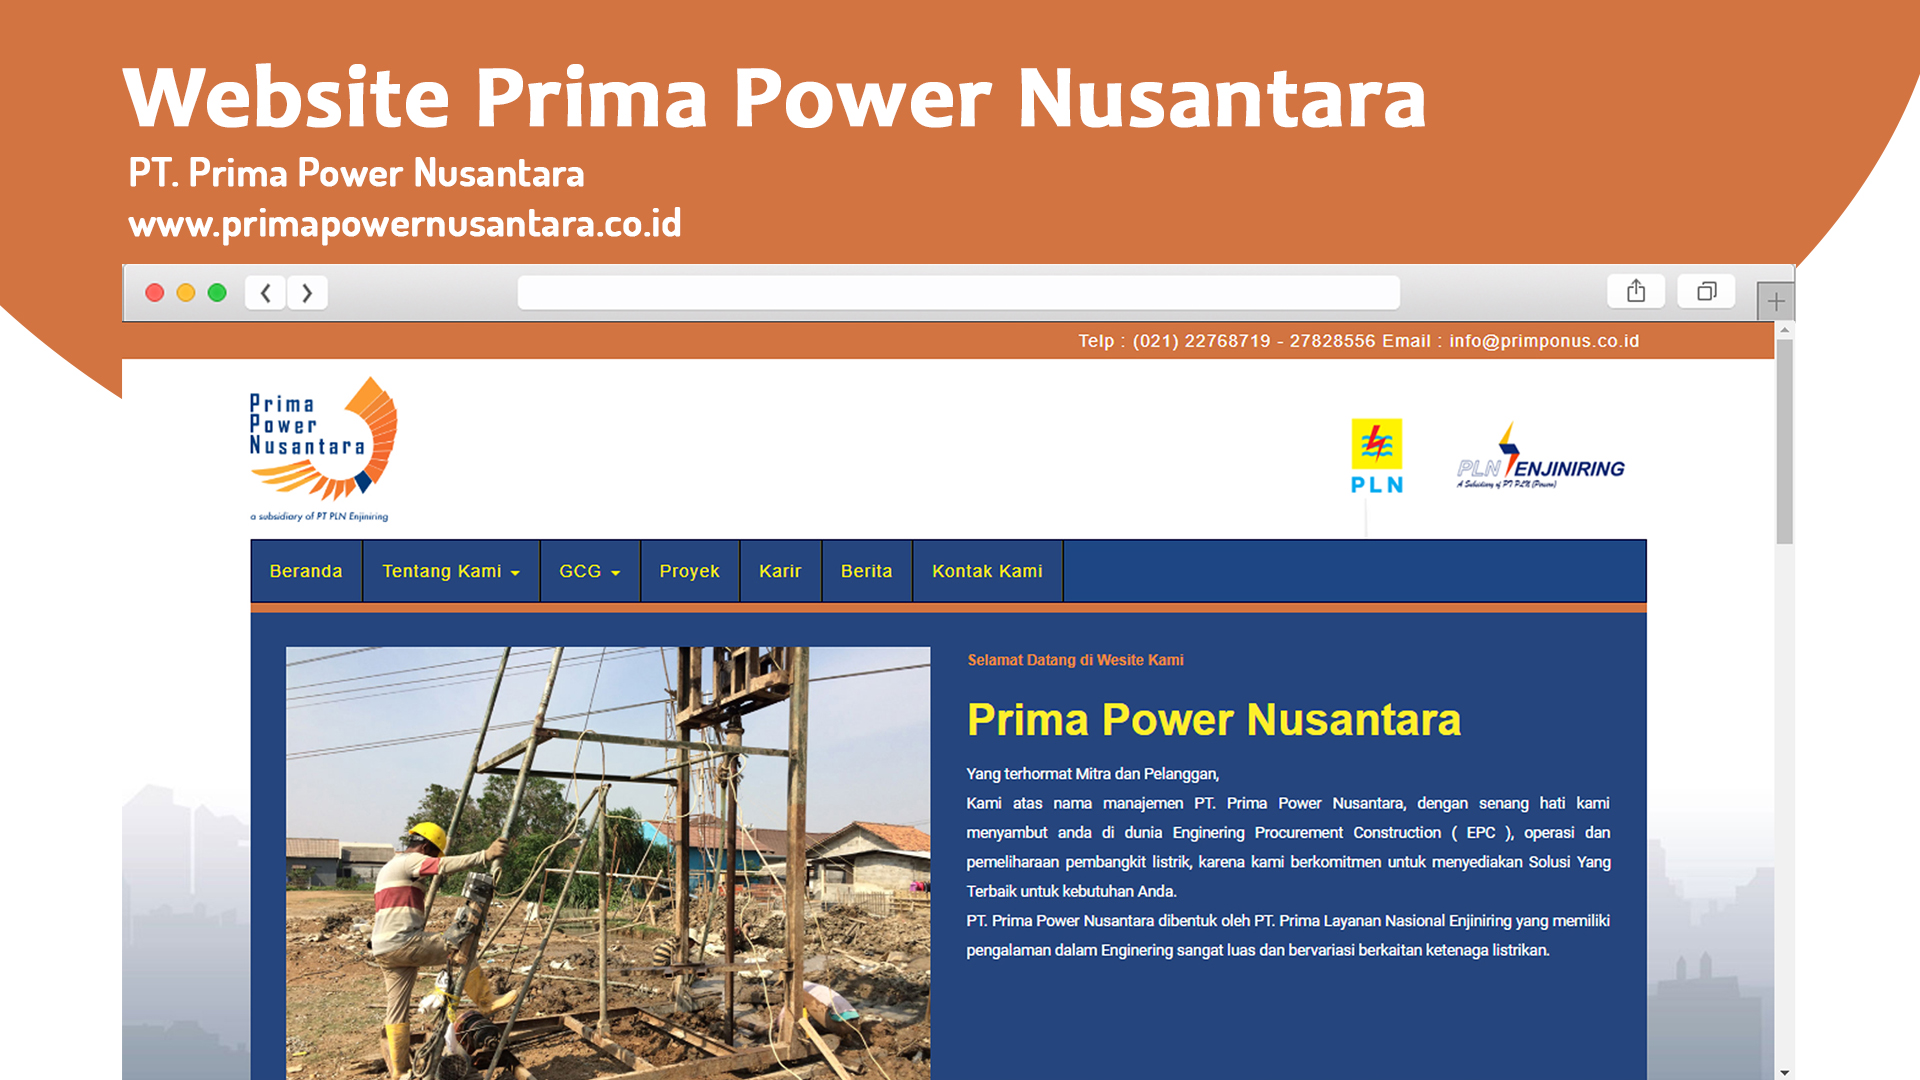 Website Prima Power Nusantara
PT. Prima Power Nusantara
www.primapowernusantara.co.id
Telp : (021) 22768719 - 27828556 Email : info@primponus.co.id
Prima
Power
Nusantara
a subsidiary of PT PLN Enjiniring
PLN
PLN ENJINIRING
A Subsidiary of PT PLN (Persero)
Beranda Tentang Kami GCG Proyek Karir Berita Kontak Kami
Selamat Datang di Wesite Kami
Prima Power Nusantara
Yang terhormat Mitra dan Pelanggan,
Kami atas nama manajemen PT. Prima Power Nusantara, dengan senang hati kami
menyambut anda di dunia Enginering Procurement Construction ( EPC ), operasi dan
pemeliharaan pembangkit listrik, karena kami berkomitmen untuk menyediakan Solusi Yang
Terbaik untuk kebutuhan Anda.
PT. Prima Power Nusantara dibentuk oleh PT. Prima Layanan Nasional Enjiniring yang memiliki
pengalaman dalam Enginering sangat luas dan bervariasi berkaitan ketenaga listrikan.